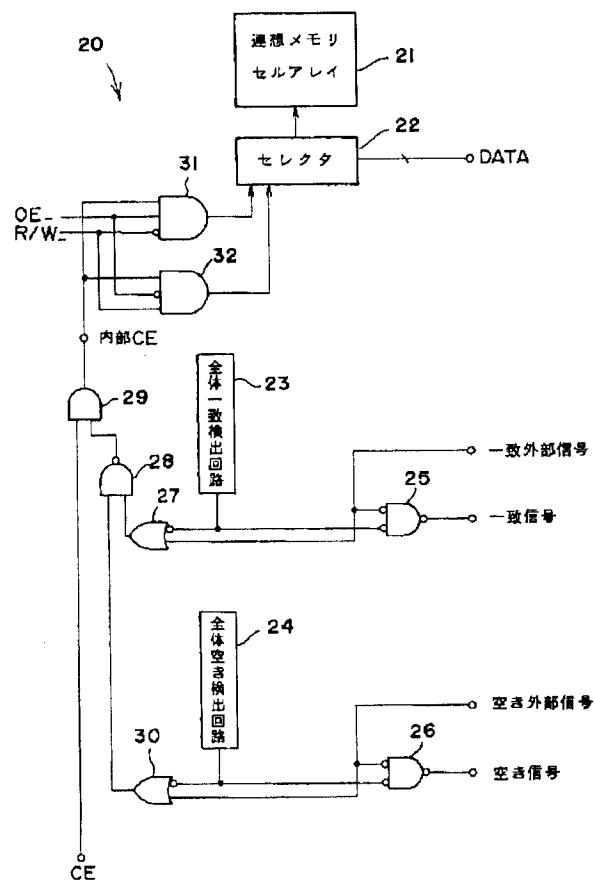 20
連想メモリ
セルアレイ
21
22
セレクタ
DATA
31
OE_
R/W_
32
内部CE
29
全体一致検出回路
23
28
27
一致外部信号
25
一致信号
全体空き検出回路
24
空き外部信号
26
30
空き信号
CE